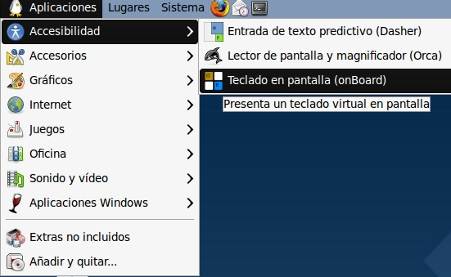 Aplicaciones Lugares Sistema
Accesibilidad
Accesorios
Gráficos
Internet
Juegos
Oficina
Sonido y vídeo
Aplicaciones Windows
Extras no incluidos
Añadir y quitar...
Entrada de texto predictivo (Dasher)
Lector de pantalla y magnificador (Orca)
Teclado en pantalla (onBoard)
Presenta un teclado virtual en pantalla